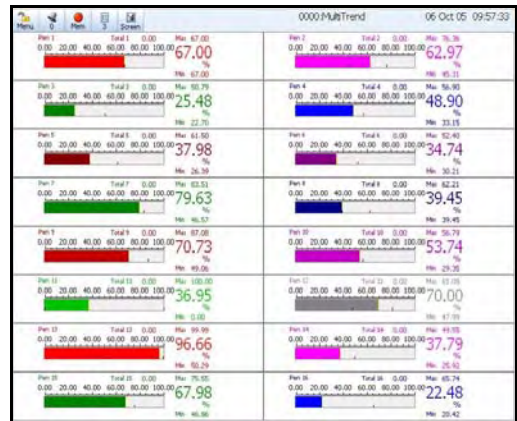 Menu 0 Mem 3 Screen 0000:MultiTrend 06 Oct 05 09:57:33
Pen 1 Total 1 0.00 Max 67.00
0.00 20.00 40.00 60.00 80.00 100.00 67.00
%
Min 67.00
Pen 2 Total 2 0.00 Max 76.36
0.00 20.00 40.00 60.00 80.00 100.00 62.97
%
Min 45.31
Pen 3 Total 3 0.00 Max 50.79
0.00 20.00 40.00 60.00 80.00 100.00 25.48
%
Min 22.70
Pen 4 Total 4 0.00 Max 56.90
0.00 20.00 40.00 60.00 80.00 100.00 48.90
%
Min 33.15
Pen 5 Total 5 0.00 Max 61.50
0.00 20.00 40.00 60.00 80.00 100.00 37.98
%
Min 26.39
Pen 6 Total 6 0.00 Max 52.40
0.00 20.00 40.00 60.00 80.00 100.00 34.74
%
Min 30.21
Pen 7 Total 7 0.00 Max 83.51
0.00 20.00 40.00 60.00 80.00 100.00 79.63
%
Min 46.57
Pen 8 Total 8 0.00 Max 62.21
0.00 20.00 40.00 60.00 80.00 100.00 39.45
%
Min 39.45
Pen 9 Total 9 0.00 Max 87.08
0.00 20.00 40.00 60.00 80.00 100.00 70.73
%
Min 49.06
Pen 10 Total 10 0.00 Max 56.79
0.00 20.00 40.00 60.00 80.00 100.00 53.74
%
Min 29.35
Pen 11 Total 11 0.00 Max 100.00
0.00 20.00 40.00 60.00 80.00 100.00 36.95
%
Min 0.00
Pen 12 Total 12 0.00 Max
0.00 20.00 40.00 60.00 80.00 100.00 70.00
%
Min 47.99
Pen 13 Total 13 0.00 Max 99.99
0.00 20.00 40.00 60.00 80.00 100.00 96.66
%
Min 50.29
Pen 14 Total 14 0.00 Max 49.55
0.00 20.00 40.00 60.00 80.00 100.00 37.79
%
Min 25.92
Pen 15 Total 15 0.00 Max 75.55
0.00 20.00 40.00 60.00 80.00 100.00 67.98
%
Min 46.86
Pen 16 Total 16 0.00 Max 65.74
0.00 20.00 40.00 60.00 80.00 100.00 22.48
%
Min 20.42